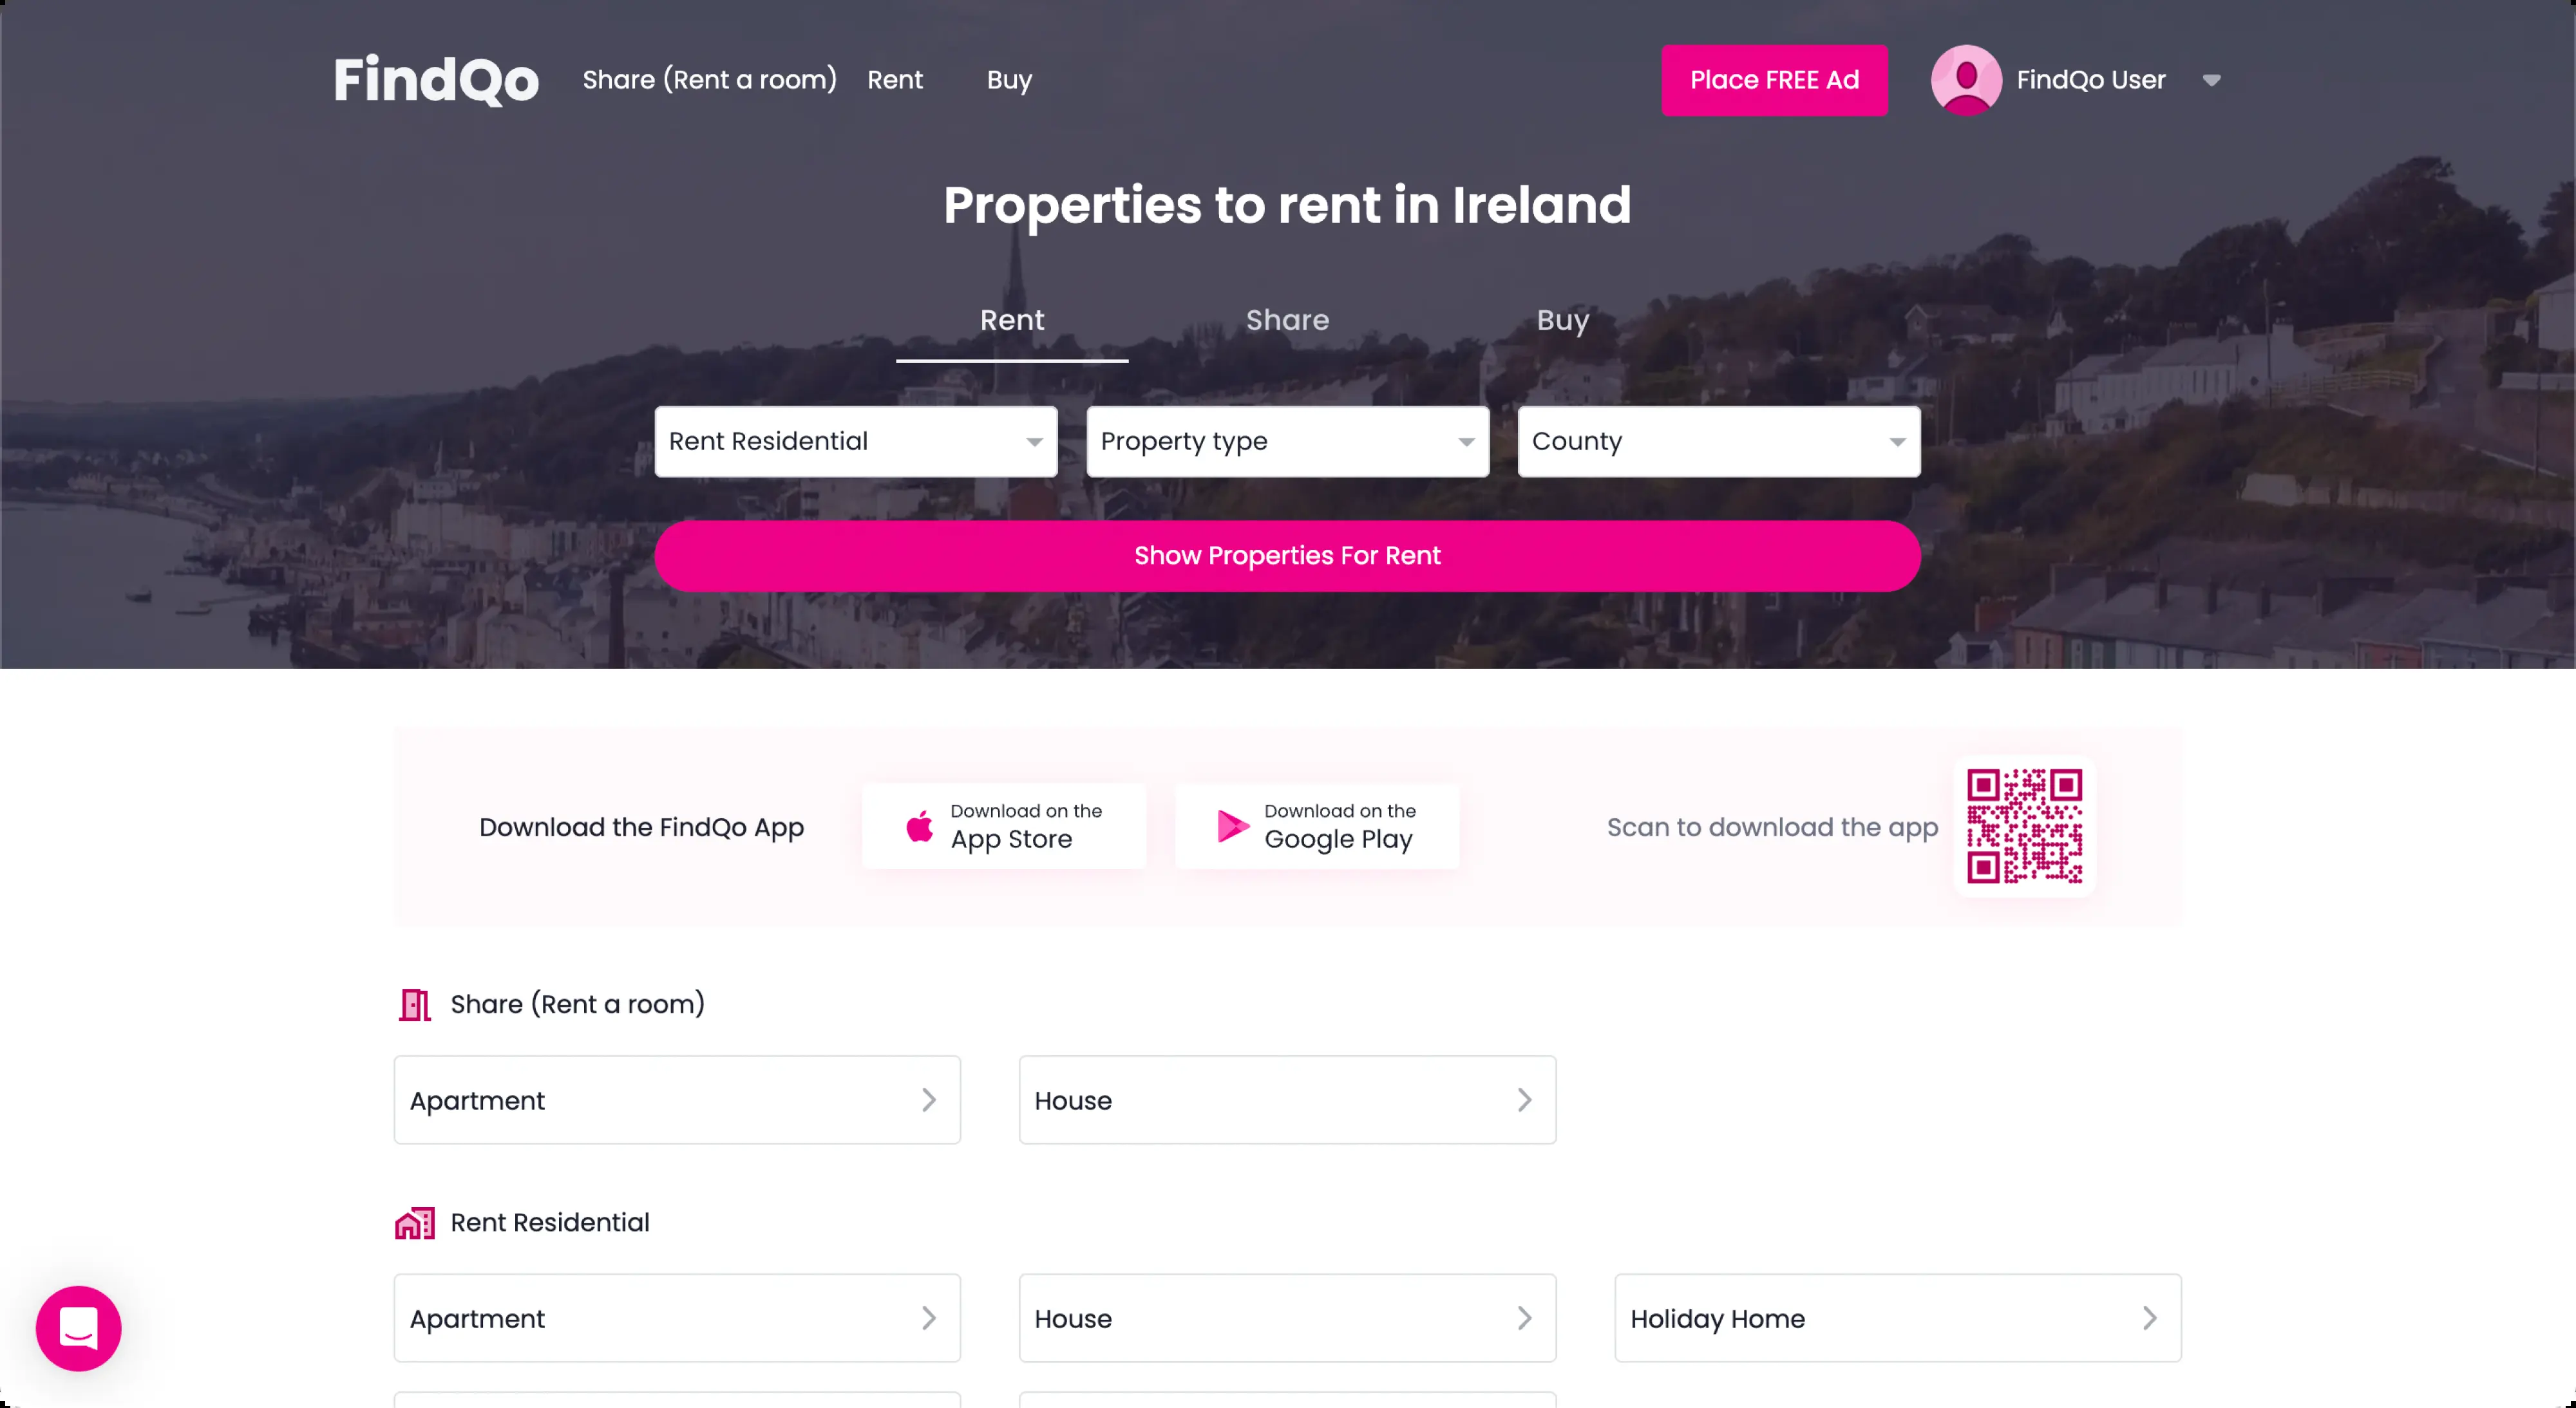 FindQo
Share (Rent a room)
Rent
Buy
Place FREE Ad
FindQo User
Properties to rent in Ireland
Rent
Share
Buy
Rent Residential
Property type
County
Show Properties For Rent
Download the FindQo App
Download on the
App Store
Download on the
Google Play
Scan to download the app
Share (Rent a room)
Apartment
House
Rent Residential
Apartment
House
Holiday Home